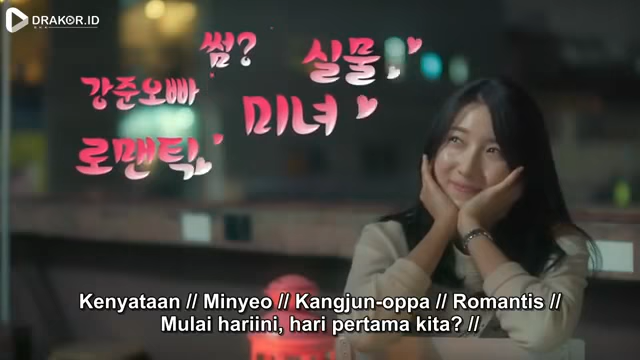 DRAKOR.ID
썸?
실물
강준오빠
미녀
로맨틱
Kenyataan // Minyeo // Kangjun-oppa // Romantis //
Mulai hariini, hari pertama kita? //